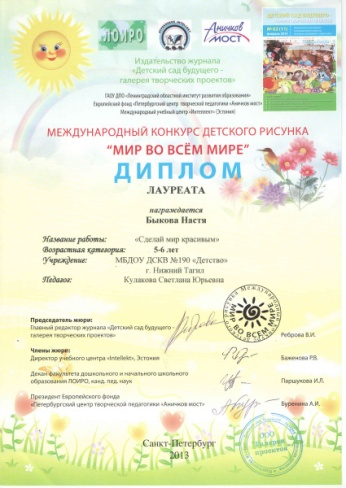 ЛОИРО
Аничков МОСТ
Издательство журнала
«Детский сад будущего -
галерея творческих проектов»
ГАОУ ДПО «Ленинградский областной институт развития образования»
Европейский фонд «Петербургский центр творческой педагогики «Аничков мост»
Международный учебный центр «Intellekt» (Эстония)
МЕЖДУНАРОДНЫЙ КОНКУРС ДЕТСКОГО РИСУНКА
“МИР ВО ВСЁМ МИРЕ”
ДИПЛОМ
ЛАУРЕАТА
награждается
Быкова Настя
Название работы: «Сделай мир красивым»
Возрастная категория: 5-6 лет
Учреждение: МБДОУ ДСКВ №190 «Детство»
г. Нижний Тагил
Педагог: Кулакова Светлана Юрьевна
Председатель жюри:
Главный редактор журнала «Детский сад будущего -
галерея творческих проектов» Реброва В.И.
Члены жюри:
Директор учебного центра «Intellekt», Эстония Баженова Р.В.
Декан факультета дошкольного и начального школьного
образования ЛОИРО, канд. пед. наук Паршукова И.Л.
Президент Европейского фонда
«Петербургский центр творческой педагогики «Аничков мост» Буренина А.И.
МИР ВО ВСЕМ МИРЕ
Санкт-Петербург
2013